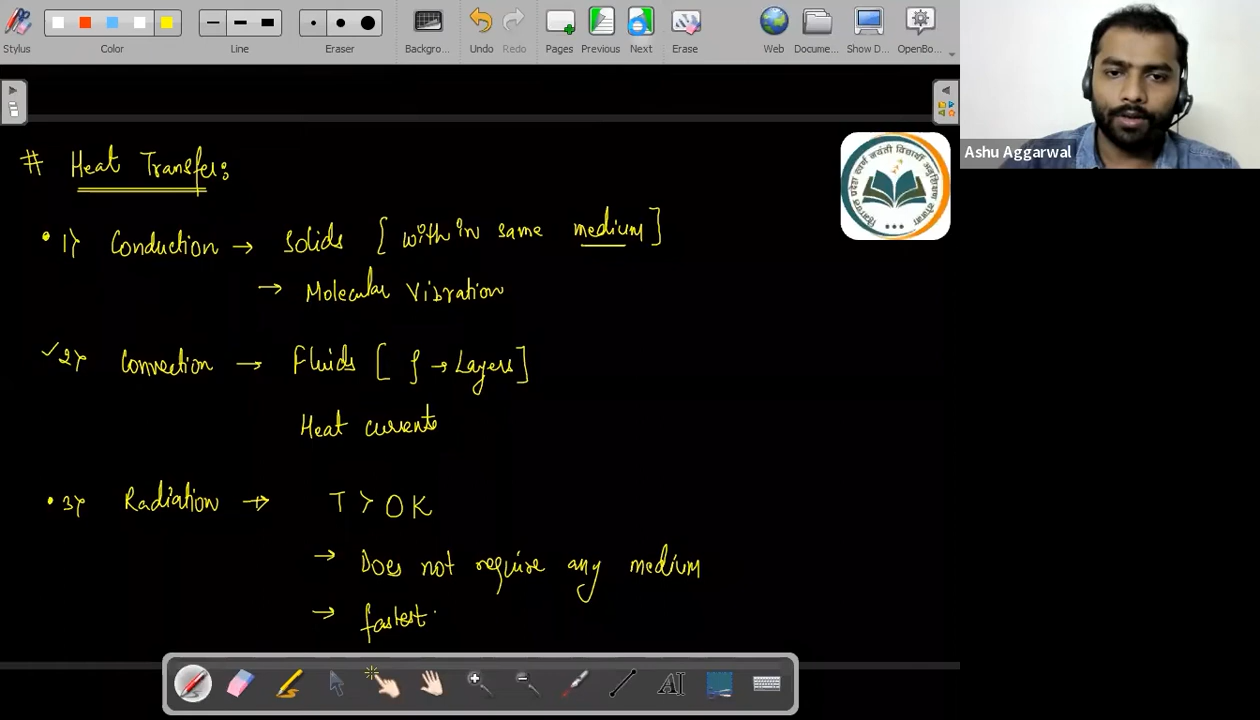 Stylus
Color
Line
Eraser
Backgro...
Undo
Redo
Pages
Previous
Next
Erase
Web
Docume...
Show D...
OpenBo...
Ashu Aggarwal
# Heat Transfer:
• 1) Conduction → Solids [within same medium]
→ Molecular Vibration
✓2) Convection → Fluids [ρ → Layers]
Heat currents
• 3) Radiation → T > 0 K
→ Does not require any medium
→ fastest
AI